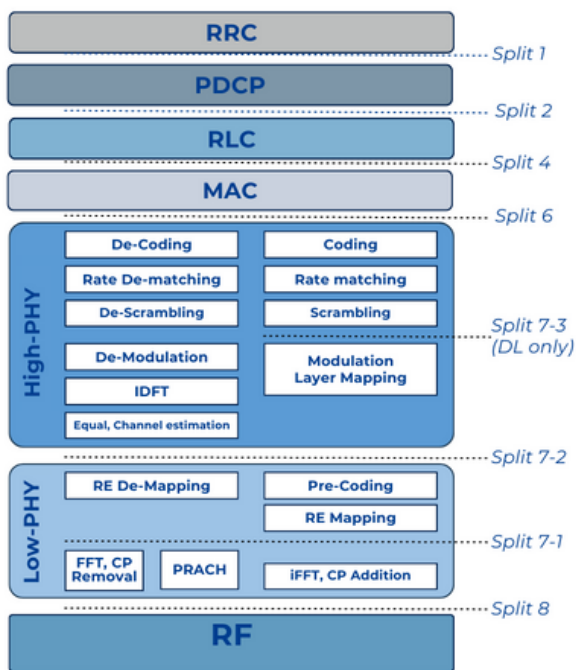 RRC
Split 1
PDCP
Split 2
RLC
Split 4
MAC
Split 6
High-PHY
De-Coding
Coding
Rate De-matching
Rate matching
De-Scrambling
Scrambling
Split 7-3
(DL only)
De-Modulation
Modulation
Layer Mapping
IDFT
Equal, Channel estimation
Split 7-2
Low-PHY
RE De-Mapping
Pre-Coding
RE Mapping
Split 7-1
FFT, CP
Removal
PRACH
iFFT, CP Addition
Split 8
RF